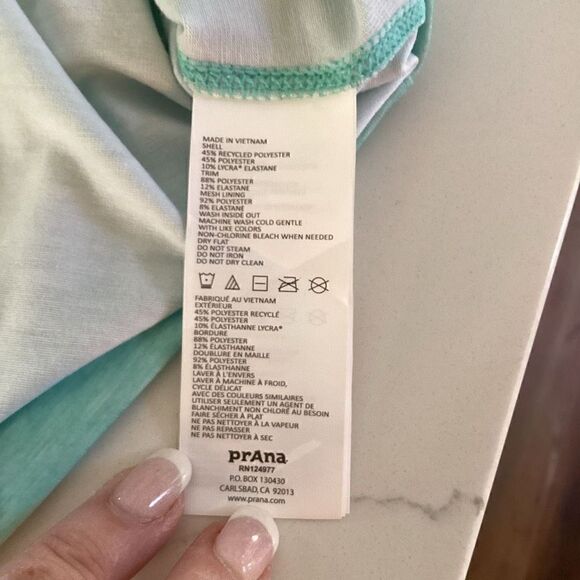 MADE IN VIETNAM
SHELL
45% RECYCLED POLYESTER
45% POLYESTER
10% LYCRA® ELASTANE
TRIM
88% POLYESTER
12% ELASTANE
MESH LINING
92% POLYESTER
8% ELASTANE
WASH INSIDE OUT
MACHINE WASH COLD GENTLE
WITH LIKE COLORS
NON-CHLORINE BLEACH WHEN NEEDED
DRY FLAT
DO NOT STEAM
DO NOT IRON
DO NOT DRY CLEAN
FABRIQUÉ AU VIETNAM
EXTÉRIEUR
45% POLYESTER RECYCLÉ
45% POLYESTER
10% ÉLASTHANNE LYCRA®
BORDURE
88% POLYESTER
12% ÉLASTHANNE
DOUBLURE EN MAILLE
92% POLYESTER
8% ÉLASTHANNE
LAVER À L'ENVERS
LAVER À MACHINE À FROID,
CYCLE DÉLICAT
AVEC DES COULEURS SIMILAIRES
UTILISER SEULEMENT UN AGENT DE
BLANCHIMENT NON CHLORÉ AU BESOIN
FAIRE SÉCHER À PLAT
NE PAS NETTOYER À LA VAPEUR
NE PAS REPASSER
NE PAS NETTOYER À SEC
prAna
RN124977
P.O. BOX 130430
CARLSBAD, CA 92013
www.prana.com